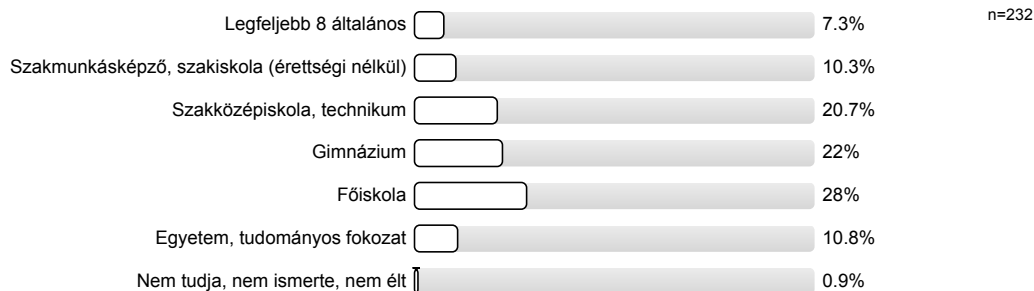 Legfeljebb 8 általános 7.3% n=232
Szakmunkásképző, szakiskola (érettségi nélkül) 10.3%
Szakközépiskola, technikum 20.7%
Gimnázium 22%
Főiskola 28%
Egyetem, tudományos fokozat 10.8%
Nem tudja, nem ismerte, nem élt 0.9%